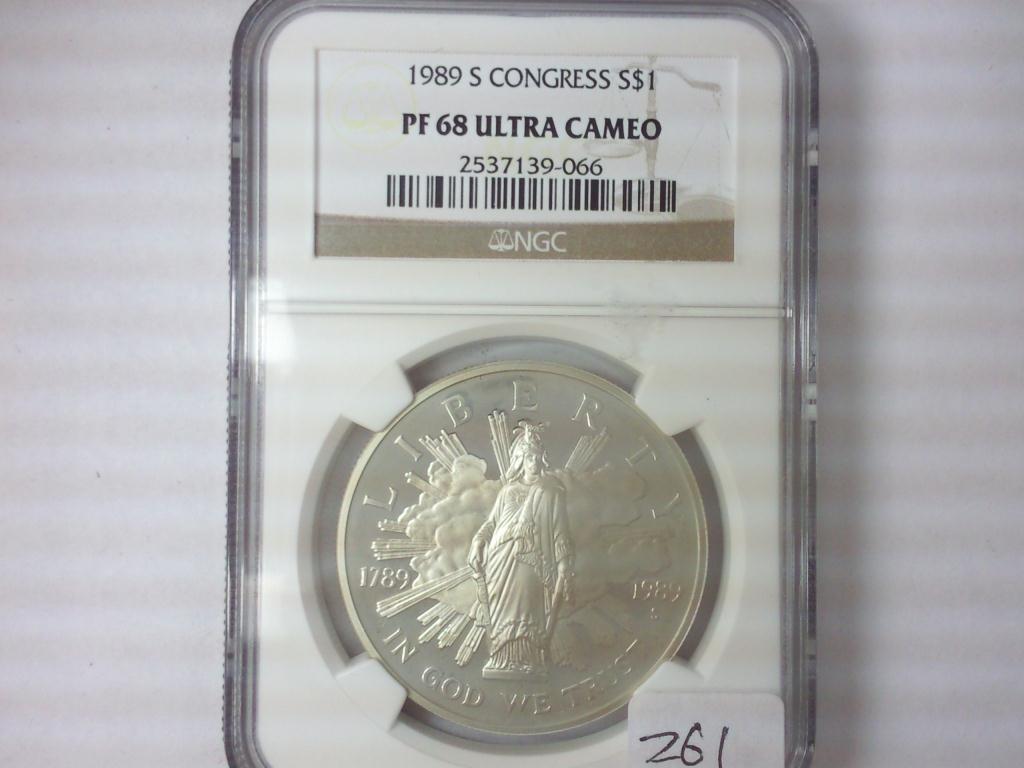 1989 S CONGRESS S$1
PF 68 ULTRA CAMEO
2537139-066
NGC
LIBERTY
1789 1989
S
IN GOD WE TRUST
261